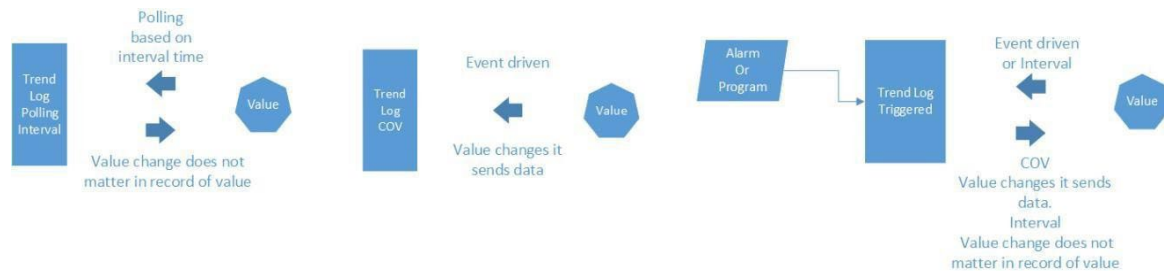 Polling
based on
interval time
Trend
Log
Polling
Interval
Value
Value change does not
matter in record of value
Event driven
Trend
Log
COV
Value
Value changes it
sends data
Alarm
Or
Program
Trend Log
Triggered
Event driven
or Interval
Value
COV
Value changes it sends
data.
Interval
Value change does not
matter in record of value